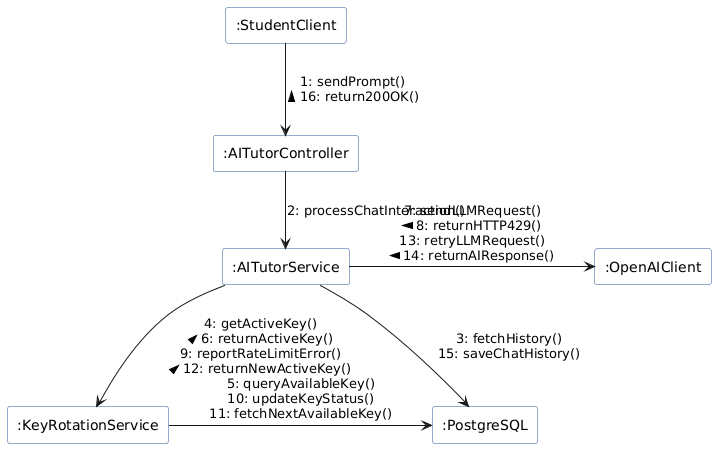 :StudentClient
1: sendPrompt()
16: return200OK()
:AITutorController
2: processChatInteraction()
7: sendLLMRequest()
8: returnHTTP429()
13: retryLLMRequest()
14: returnAIResponse()
:AITutorService
:OpenAIClient
4: getActiveKey()
6: returnActiveKey()
9: reportRateLimitError()
12: returnNewActiveKey()
3: fetchHistory()
15: saveChatHistory()
5: queryAvailableKey()
10: updateKeyStatus()
11: fetchNextAvailableKey()
:KeyRotationService
:PostgreSQL